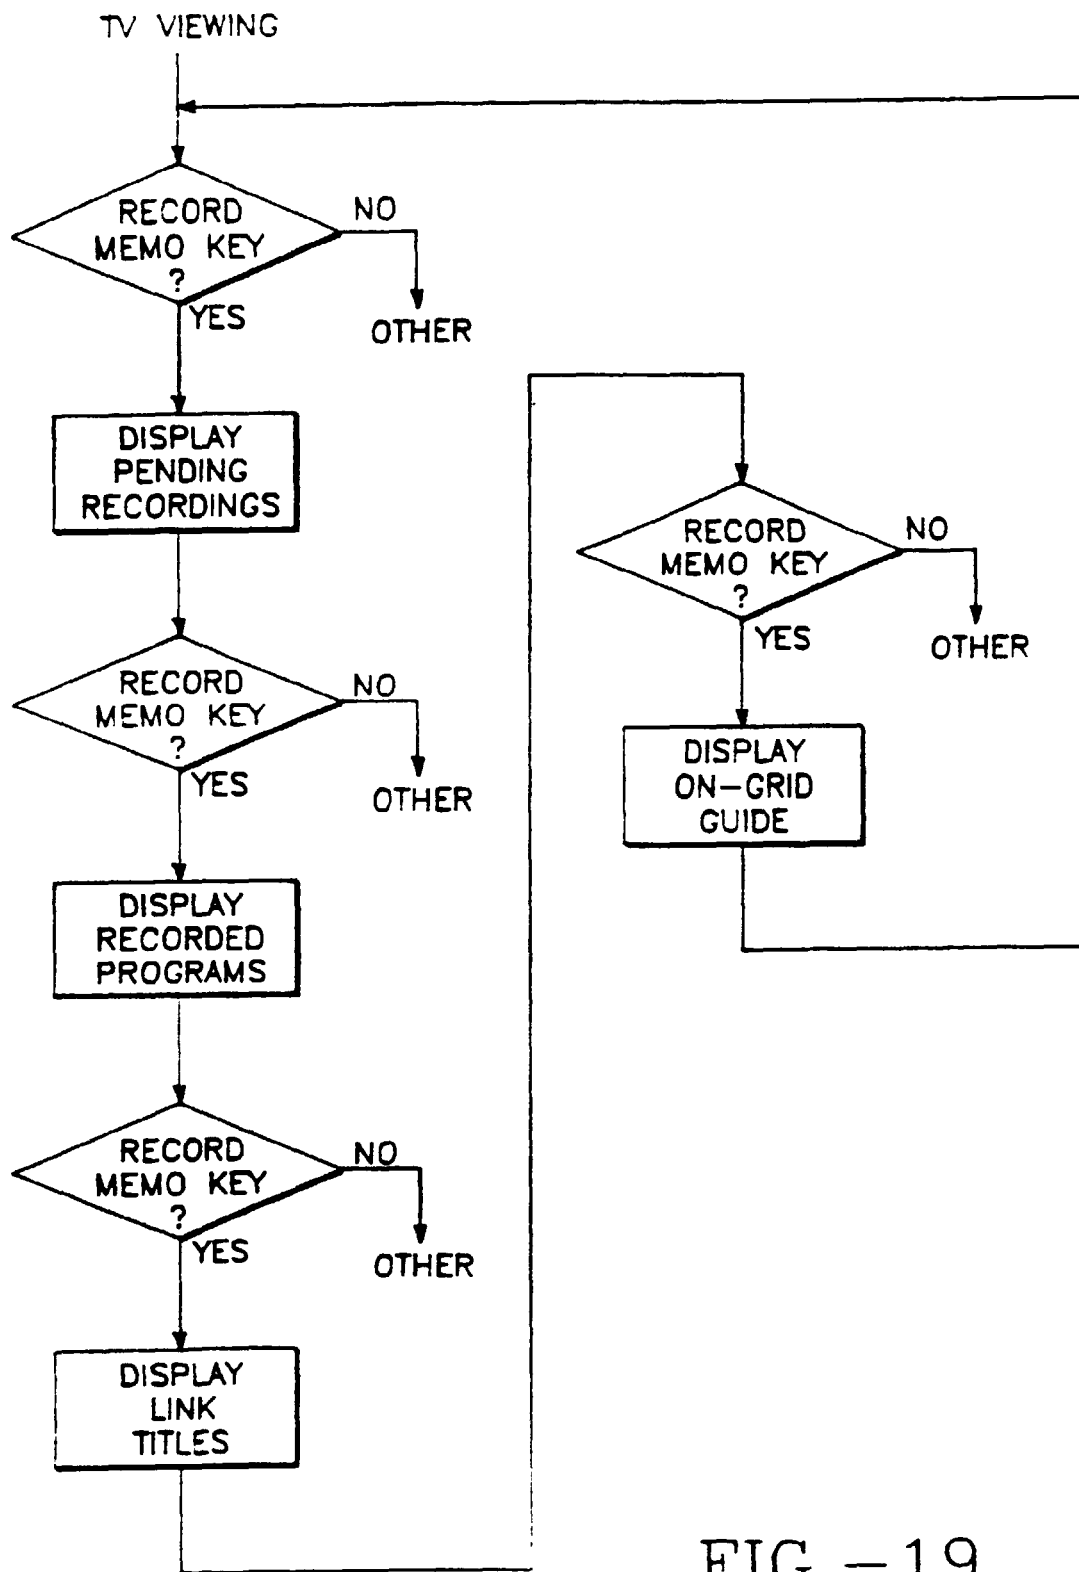 TV VIEWING
RECORD
MEMO KEY
?
NO
YES
OTHER
DISPLAY
PENDING
RECORDINGS
RECORD
MEMO KEY
?
NO
YES
OTHER
DISPLAY
RECORDED
PROGRAMS
RECORD
MEMO KEY
?
NO
YES
OTHER
DISPLAY
LINK
TITLES
RECORD
MEMO KEY
?
NO
YES
OTHER
DISPLAY
ON-GRID
GUIDE
FIG.-19